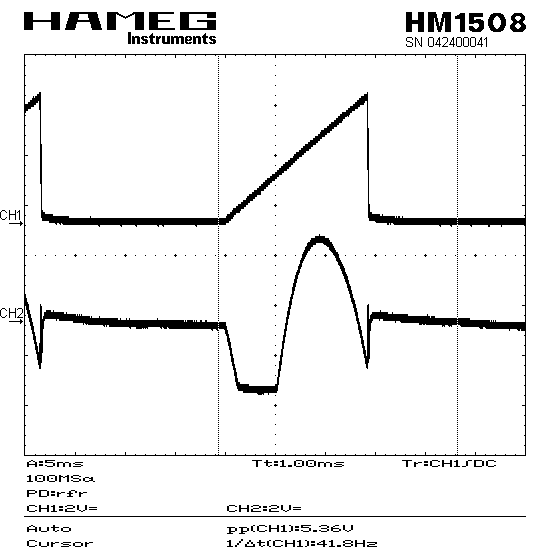 HAMEG
Instruments
HM1508
SN 042400041
CH1
CH2
A:5ms Tt:1.00ms Tr:CH1∫DC
100MSa
PD:rfr
CH1:2V= CH2:2V=
Auto pp(CH1):5.36V
Cursor 1/Δt(CH1):41.8Hz